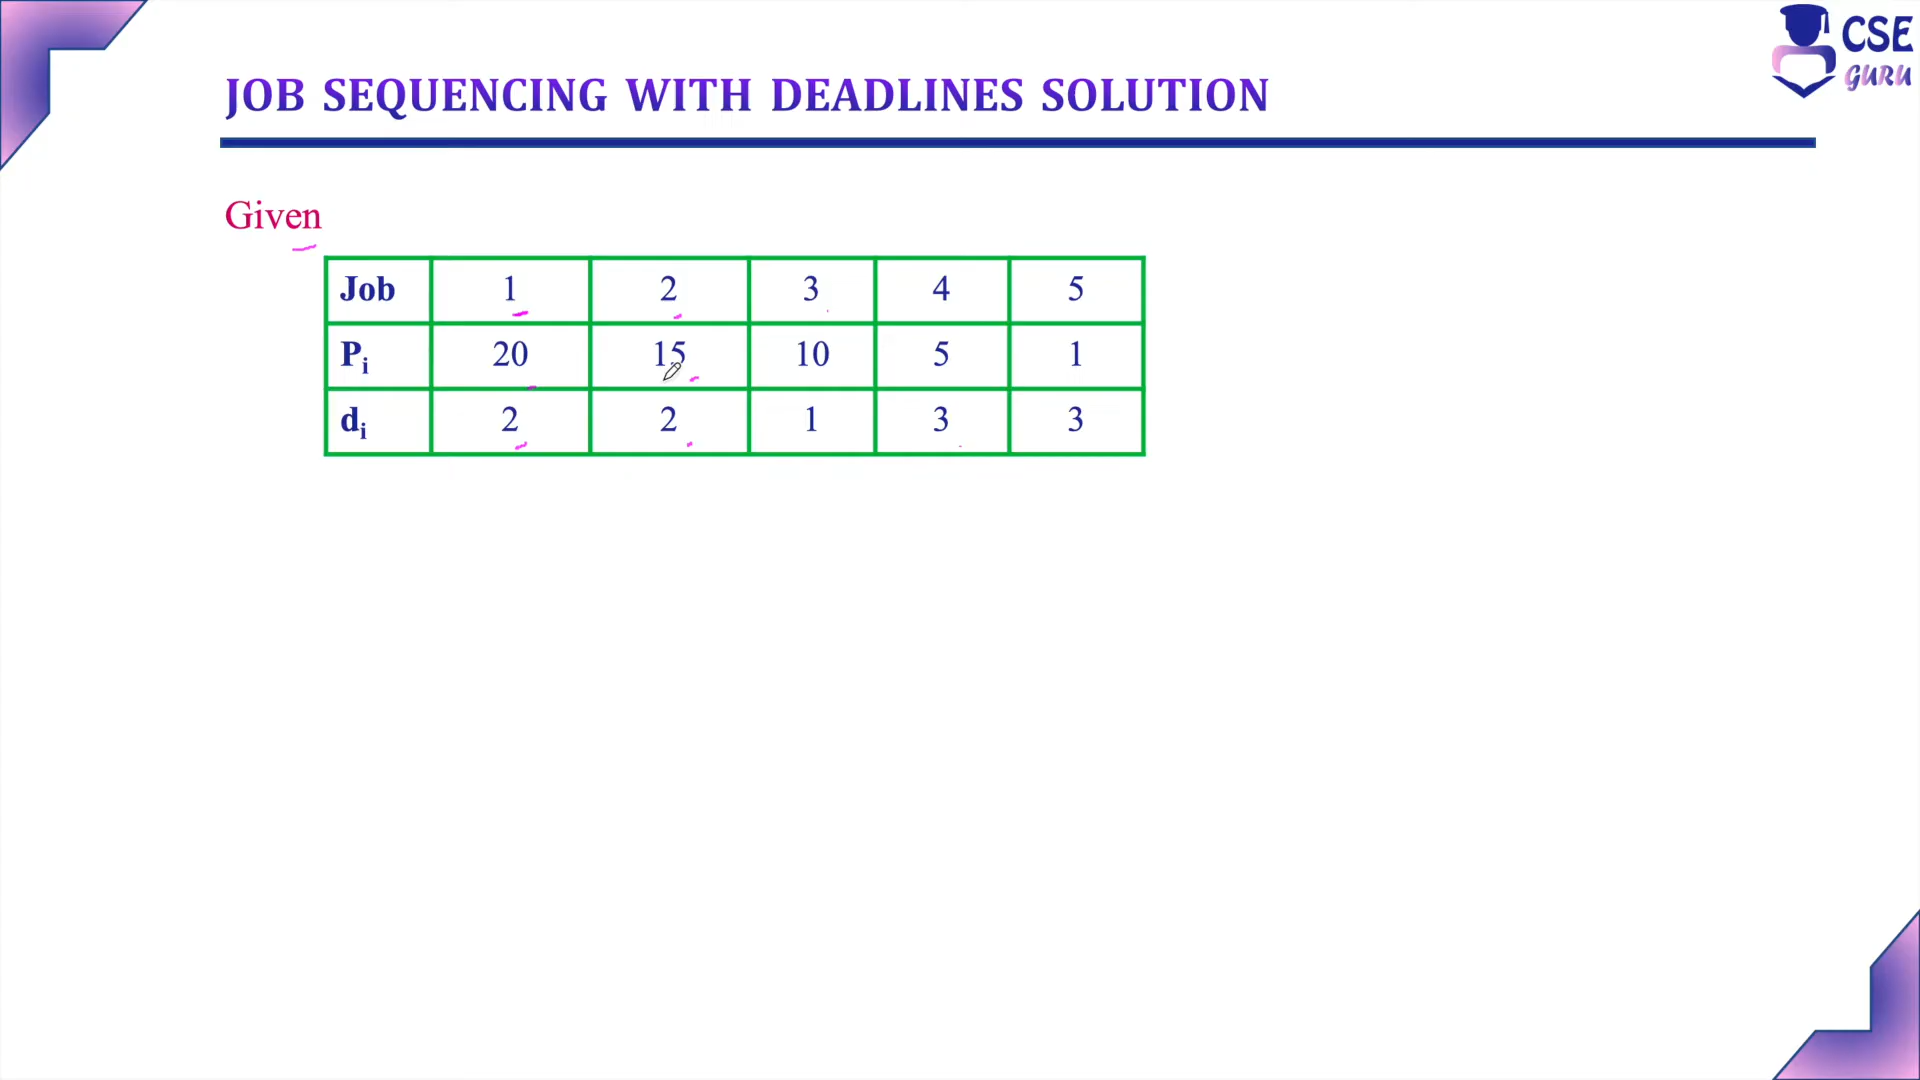 CSE
GURU
JOB SEQUENCING WITH DEADLINES SOLUTION
Given
Job 1 2 3 4 5
Pi 20 15 10 5 1
di 2 2 1 3 3